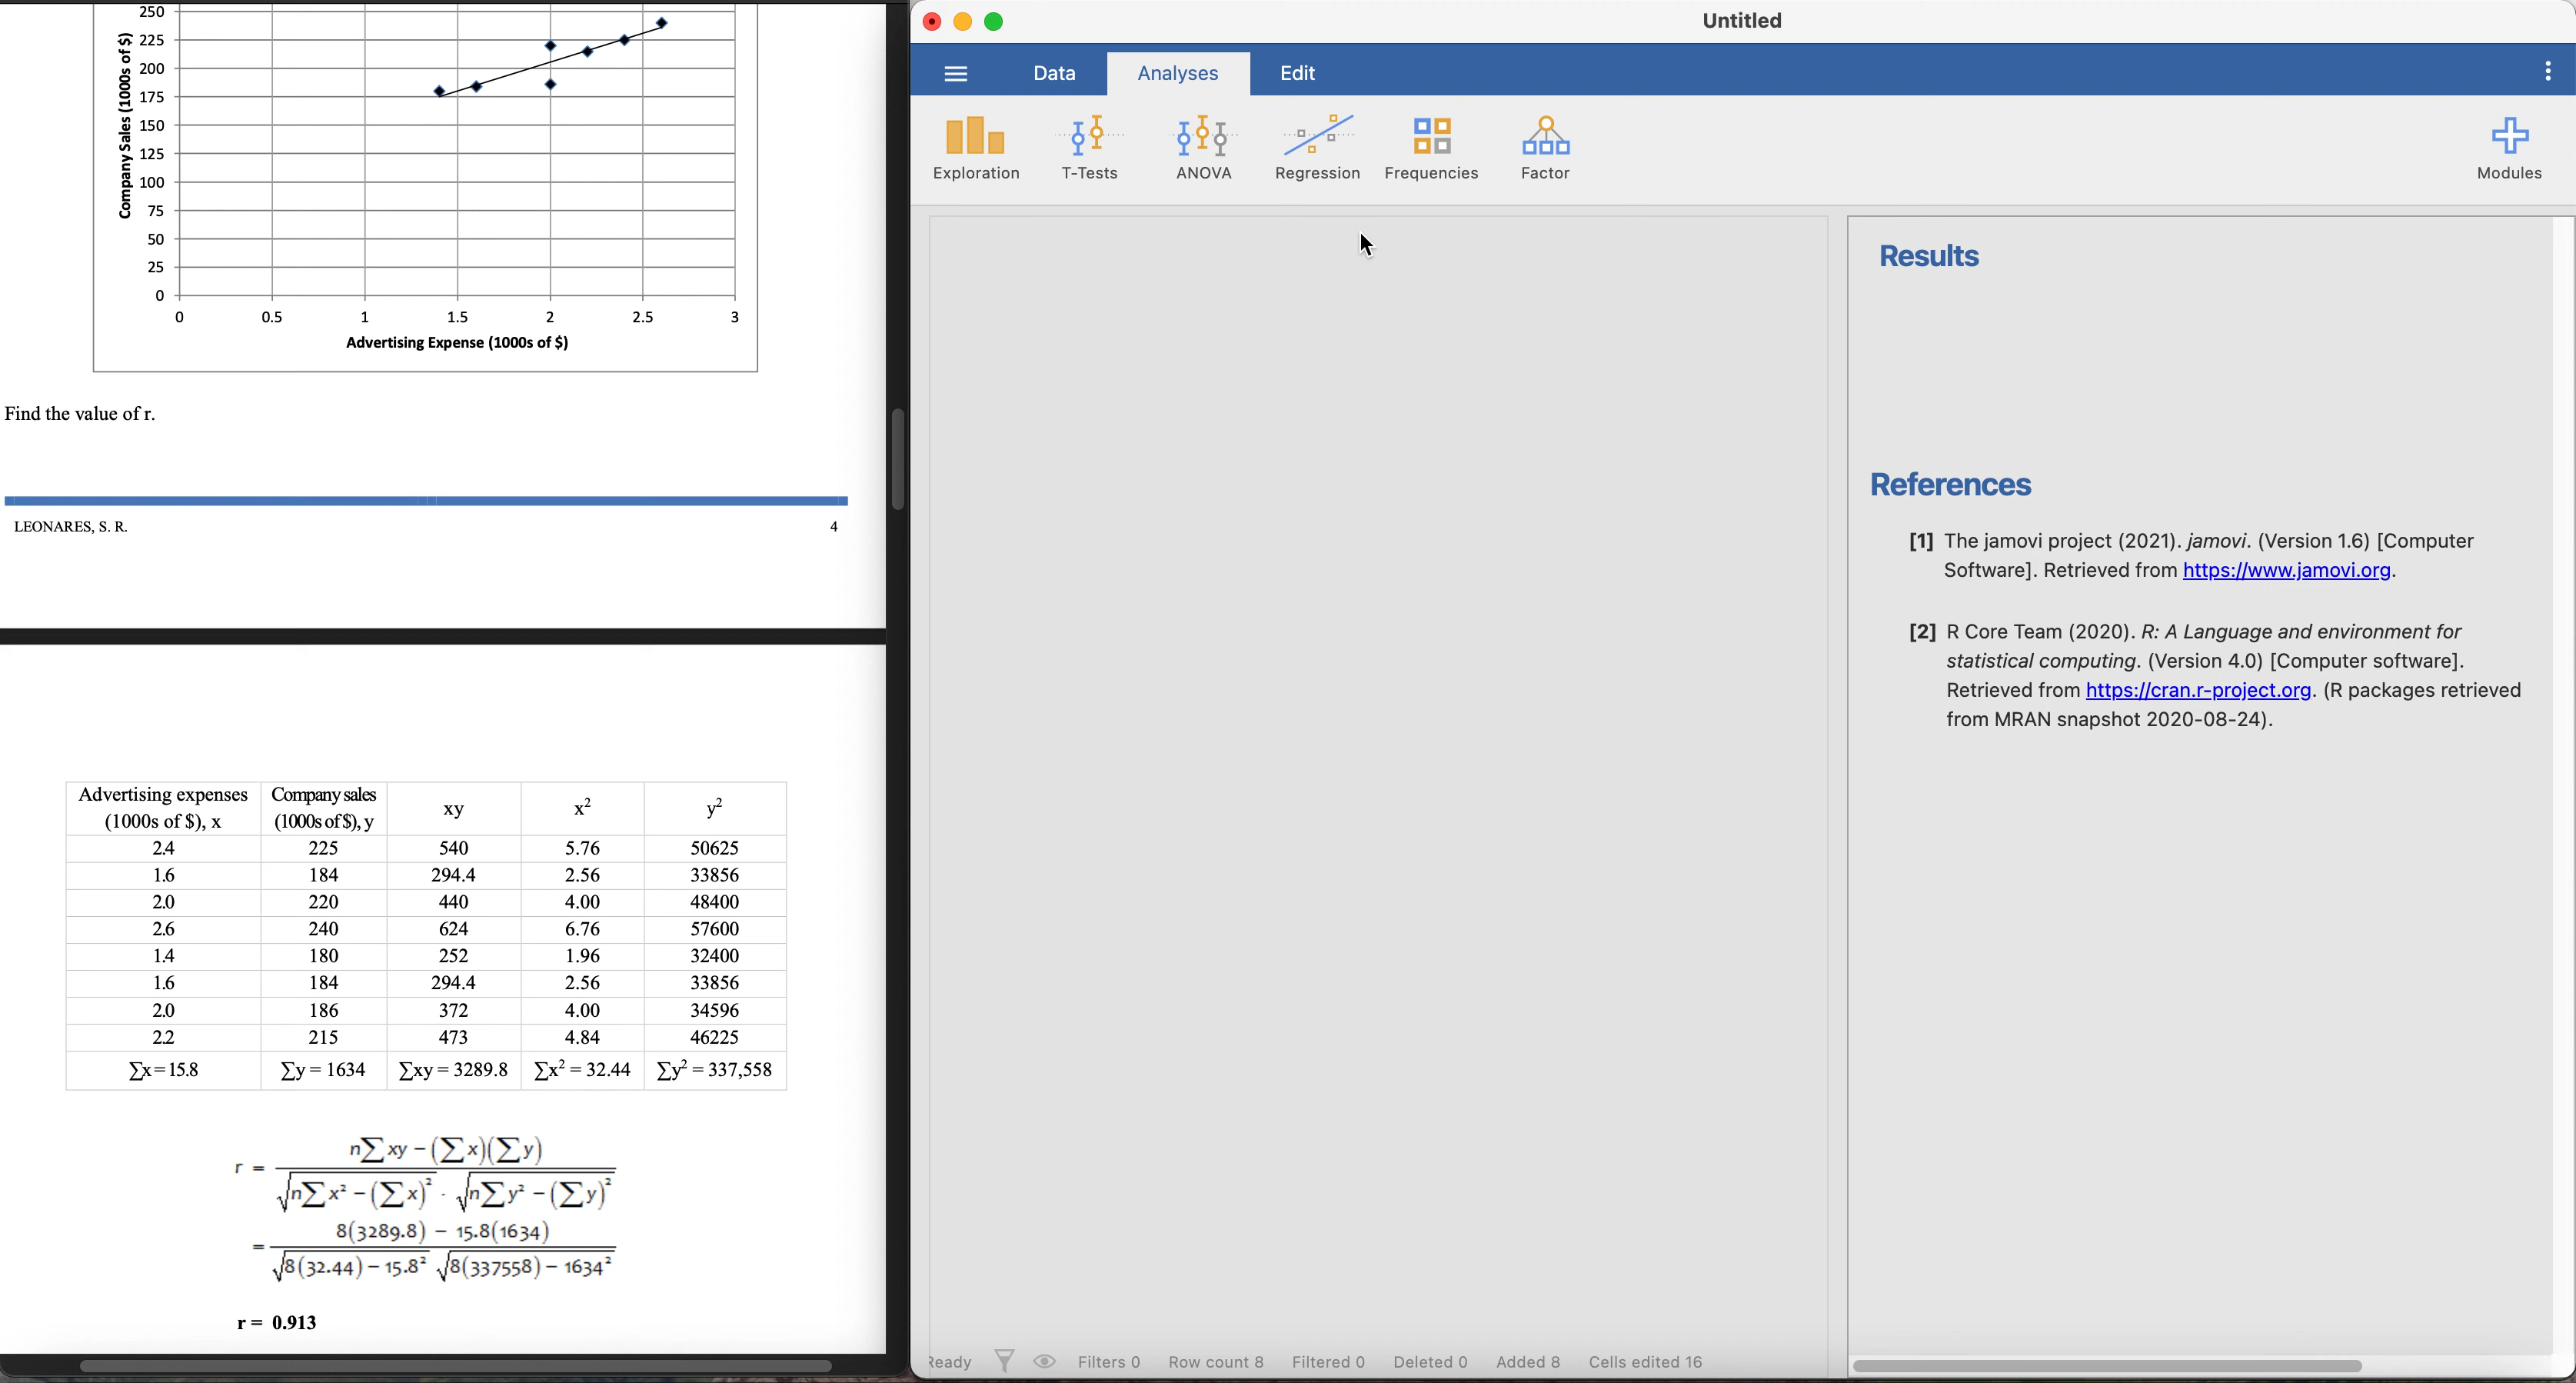 250
225
200
175
150
125
100
75
50
25
0
Company Sales (1000s of $)
0 0.5 1 1.5 2 2.5 3
Advertising Expense (1000s of $)
Find the value of r.
LEONARES, S. R. 4
Advertising expenses (1000s of $), x Company sales (1000s of $), y xy x² y²
2.4 225 540 5.76 50625
1.6 184 294.4 2.56 33856
2.0 220 440 4.00 48400
2.6 240 624 6.76 57600
1.4 180 252 1.96 32400
1.6 184 294.4 2.56 33856
2.0 186 372 4.00 34596
2.2 215 473 4.84 46225
∑x=15.8 ∑y = 1634 ∑xy = 3289.8 ∑x² = 32.44 ∑y² = 337,558
n∑xy − (∑x)(∑y)
r =
√n∑x² − (∑x)² · √n∑y² − (∑y)²
8(3289.8) − 15.8(1634)
=
√8(32.44) − 15.8² √8(337558) − 1634²
r = 0.913
Untitled
Data Analyses Edit
Exploration T-Tests ANOVA Regression Frequencies Factor Modules
Results
References
[1] The jamovi project (2021). jamovi. (Version 1.6) [Computer
Software]. Retrieved from https://www.jamovi.org.
[2] R Core Team (2020). R: A Language and environment for
statistical computing. (Version 4.0) [Computer software].
Retrieved from https://cran.r-project.org. (R packages retrieved
from MRAN snapshot 2020-08-24).
Ready Filters 0 Row count 8 Filtered 0 Deleted 0 Added 8 Cells edited 16